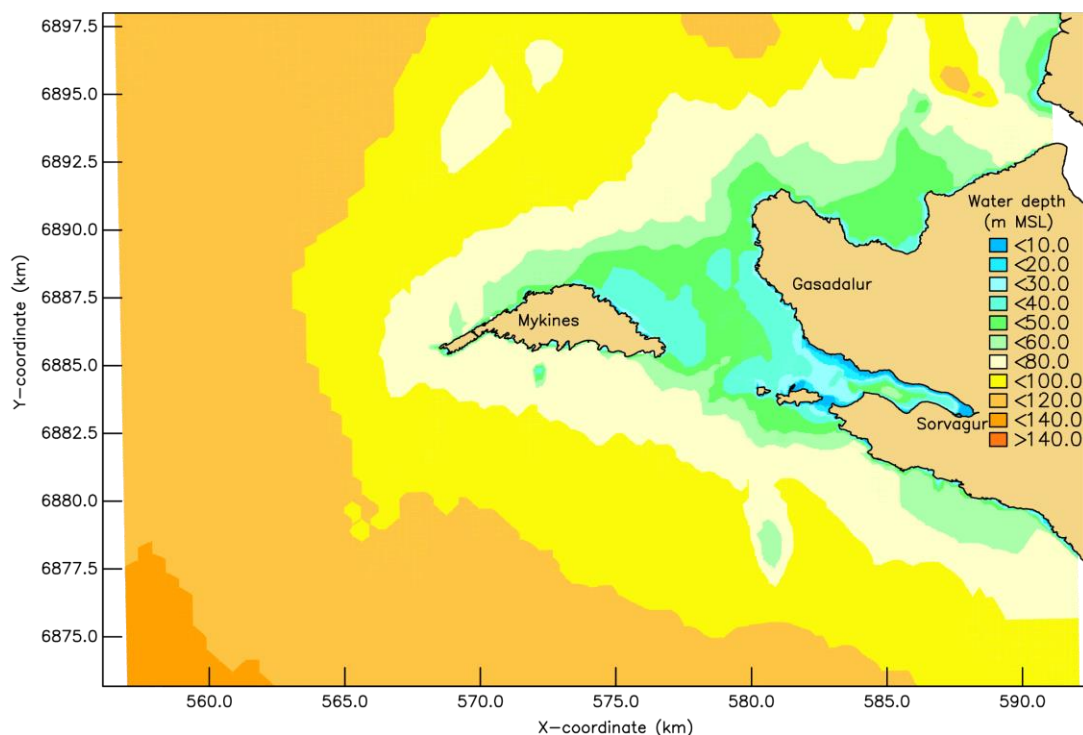 6897.5
6895.0
6892.5
6890.0
6887.5
6885.0
6882.5
6880.0
6877.5
6875.0
Y-coordinate (km)
Water depth
(m MSL)
<10.0
<20.0
<30.0
<40.0
<50.0
<60.0
<80.0
<100.0
<120.0
<140.0
>140.0
Gasadalur
Mykines
Sorvagur
560.0 565.0 570.0 575.0 580.0 585.0 590.0
X-coordinate (km)